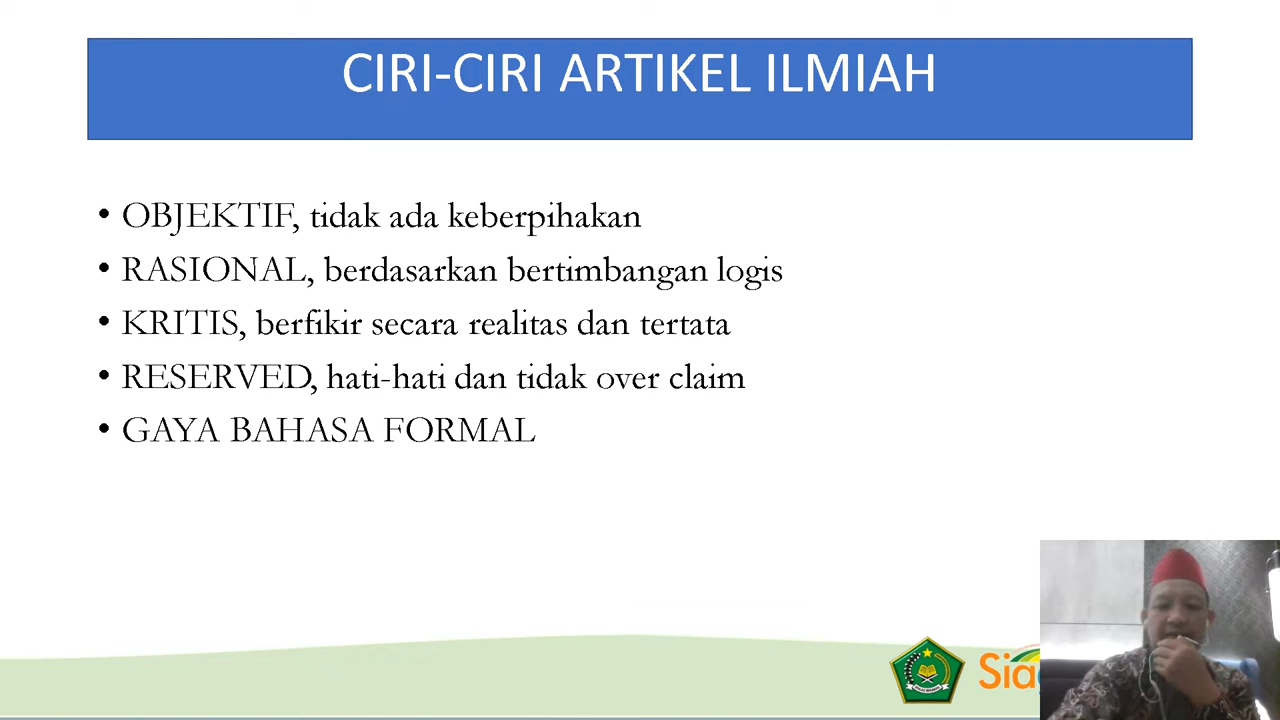 CIRI-CIRI ARTIKEL ILMIAH
• OBJEKTIF, tidak ada keberpihakan
• RASIONAL, berdasarkan bertimbangan logis
• KRITIS, berfikir secara realitas dan tertata
• RESERVED, hati-hati dan tidak over claim
• GAYA BAHASA FORMAL